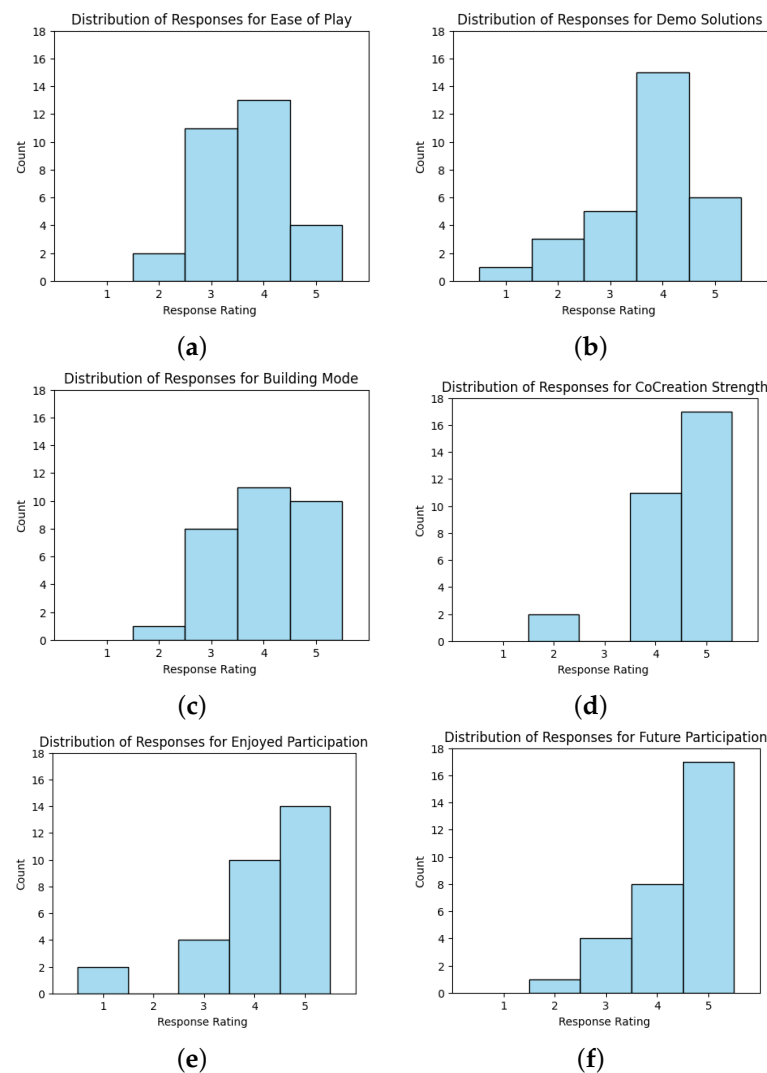 Distribution of Responses for Ease of Play
18
16
14
12
10
8
6
4
2
0
Count
1 2 3 4 5
Response Rating
(a)
Distribution of Responses for Demo Solutions
18
16
14
12
10
8
6
4
2
0
Count
1 2 3 4 5
Response Rating
(b)
Distribution of Responses for Building Mode
18
16
14
12
10
8
6
4
2
0
Count
1 2 3 4 5
Response Rating
(c)
Distribution of Responses for CoCreation Strength
18
16
14
12
10
8
6
4
2
0
Count
1 2 3 4 5
Response Rating
(d)
Distribution of Responses for Enjoyed Participation
18
16
14
12
10
8
6
4
2
0
Count
1 2 3 4 5
Response Rating
(e)
Distribution of Responses for Future Participation
18
16
14
12
10
8
6
4
2
0
Count
1 2 3 4 5
Response Rating
(f)